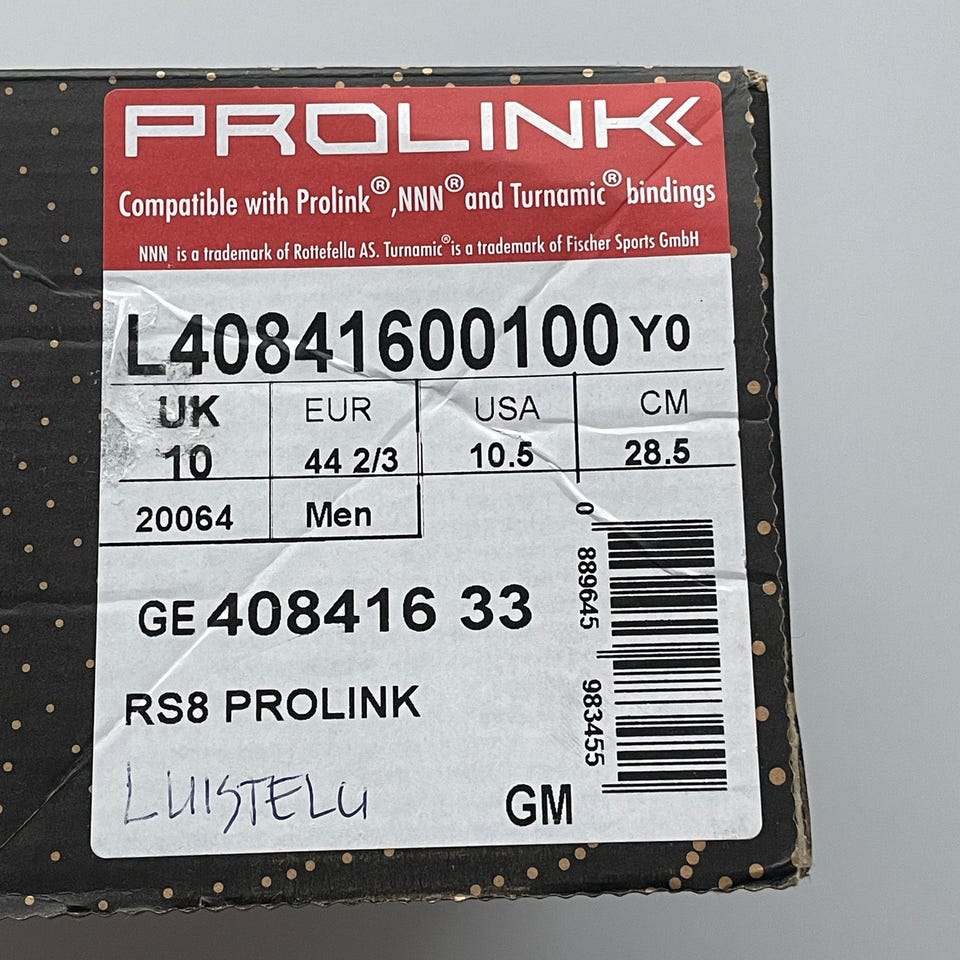 PROLINK
Compatible with Prolink®, NNN® and Turnamic® bindings
NNN is a trademark of Rottefella AS. Turnamic® is a trademark of Fischer Sports GmbH
L40841600100 Y0
UK EUR USA CM
10 44 2/3 10.5 28.5
20064 Men
GE 408416 33
RS8 PROLINK
LUISTELU
GM
0 889645 983455